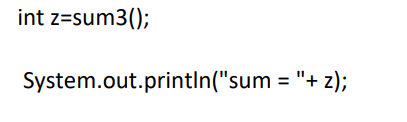 int z=sum3();
System.out.println("sum = "+ z);